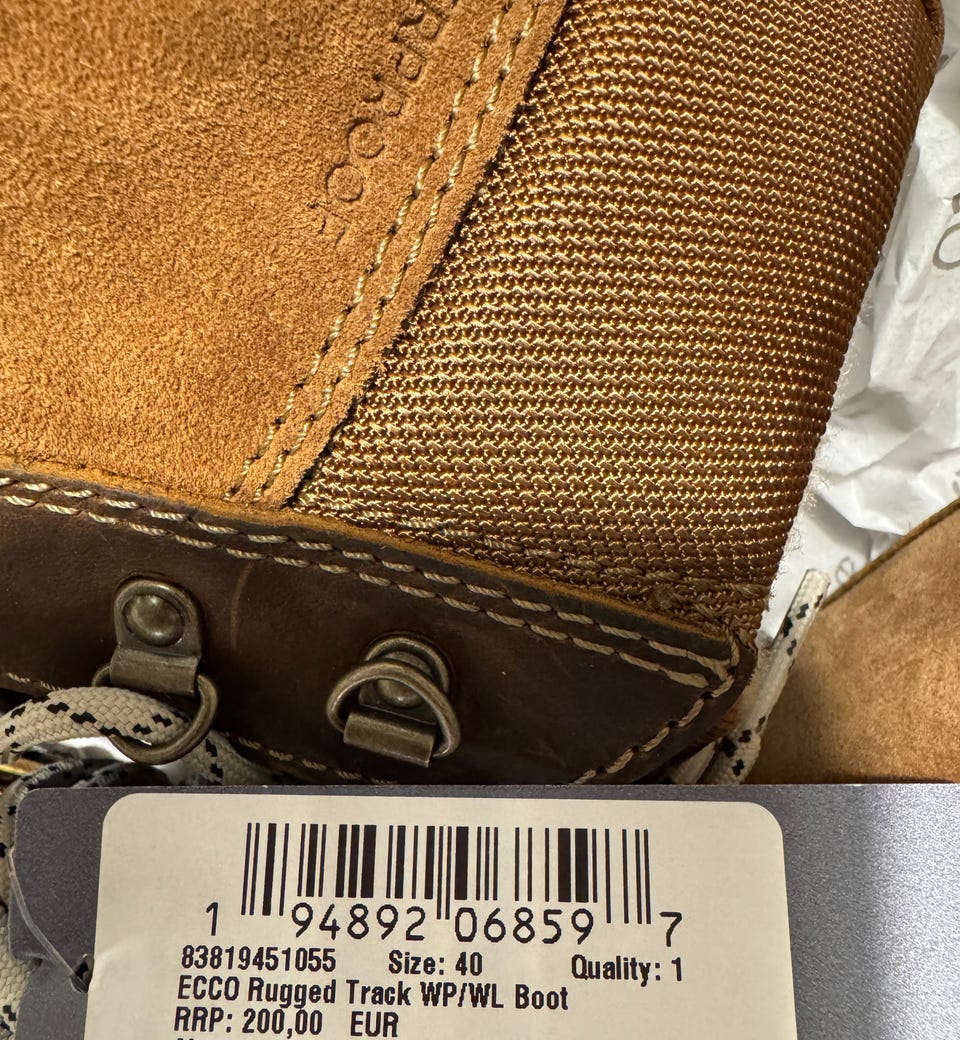 RPROOF
1 94892 06859 7
83819451055 Size: 40 Quality: 1
ECCO Rugged Track WP/WL Boot
RRP: 200,00 EUR